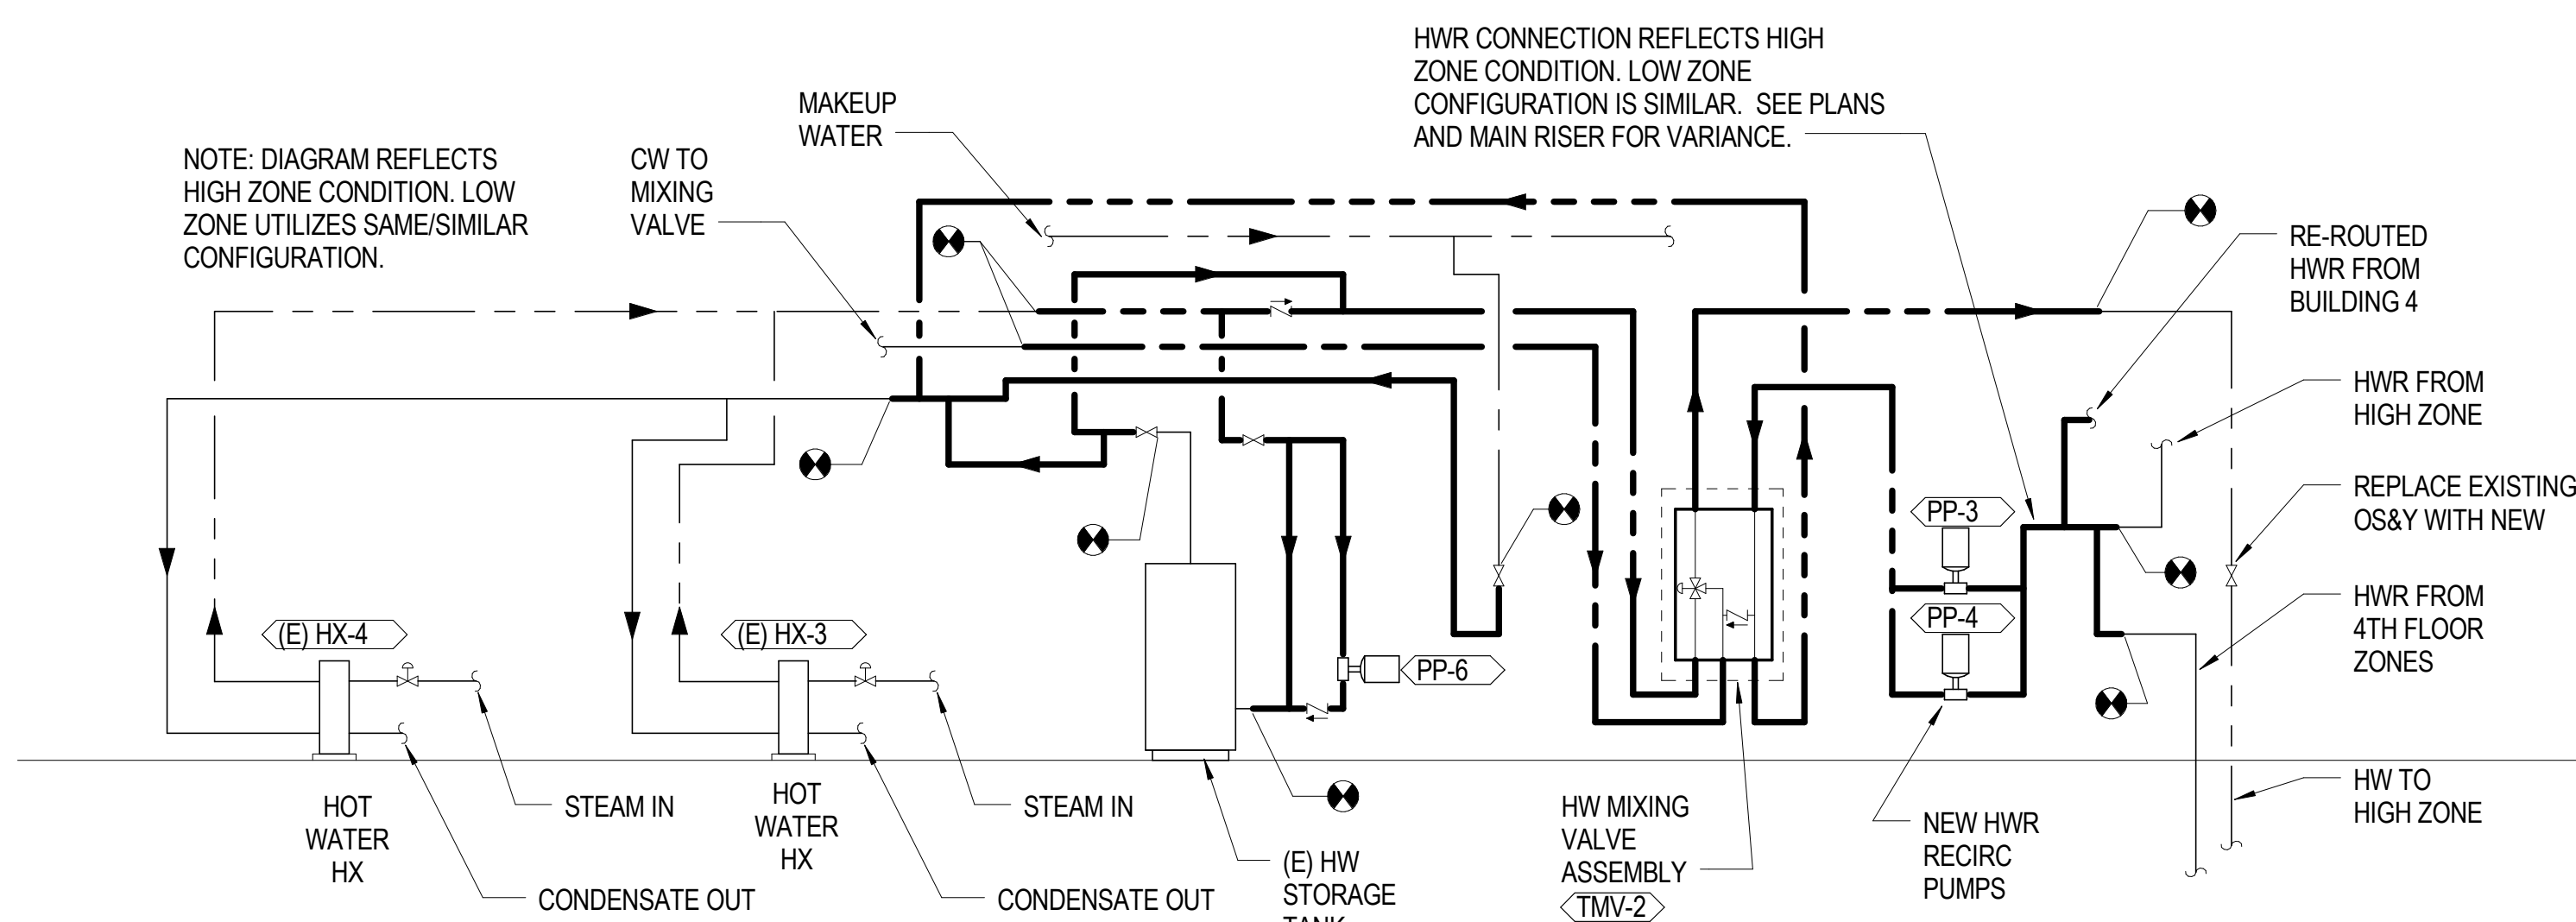 HWR CONNECTION REFLECTS HIGH
ZONE CONDITION. LOW ZONE
CONFIGURATION IS SIMILAR. SEE PLANS
AND MAIN RISER FOR VARIANCE.
MAKEUP
WATER
NOTE: DIAGRAM REFLECTS
HIGH ZONE CONDITION. LOW
ZONE UTILIZES SAME/SIMILAR
CONFIGURATION.
CW TO
MIXING
VALVE
RE-ROUTED
HWR FROM
BUILDING 4
HWR FROM
HIGH ZONE
REPLACE EXISTING
OS&Y WITH NEW
HWR FROM
4TH FLOOR
ZONES
PP-3
PP-4
(E) HX-4
(E) HX-3
PP-6
HOT
WATER
HX
STEAM IN
CONDENSATE OUT
HOT
WATER
HX
STEAM IN
CONDENSATE OUT
(E) HW
STORAGE
TANK
HW MIXING
VALVE
ASSEMBLY
TMV-2
NEW HWR
RECIRC
PUMPS
HW TO
HIGH ZONE